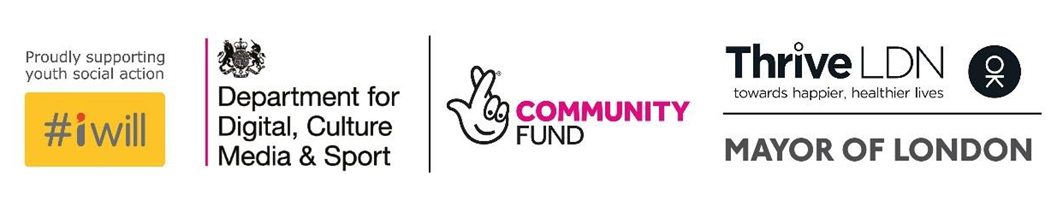 Proudly supporting
youth social action
#iwill
Department for
Digital, Culture
Media & Sport
COMMUNITY
FUND
Thrive LDN
towards happier, healthier lives
OK
MAYOR OF LONDON